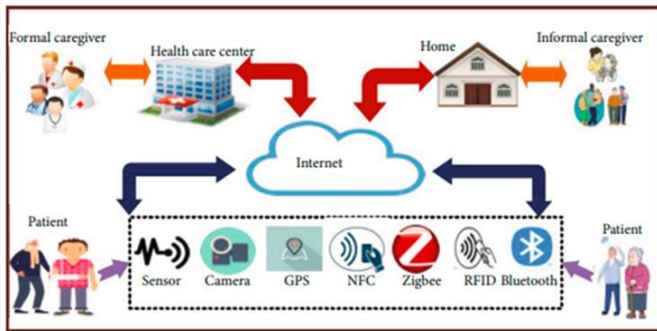 Formal caregiver
Health care center
Home
Informal caregiver
Internet
Patient
Patient
Sensor
Camera
GPS
NFC
Zigbee
RFID
Bluetooth